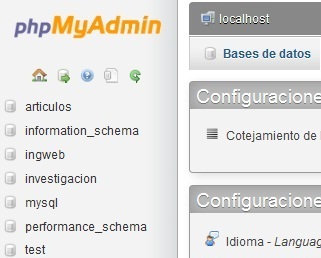 phpMyAdmin
articulos
information_schema
ingweb
investigacion
mysql
performance_schema
test
localhost
Bases de datos
Configuracione
Cotejamiento de
Configuracione
Idioma - Languag